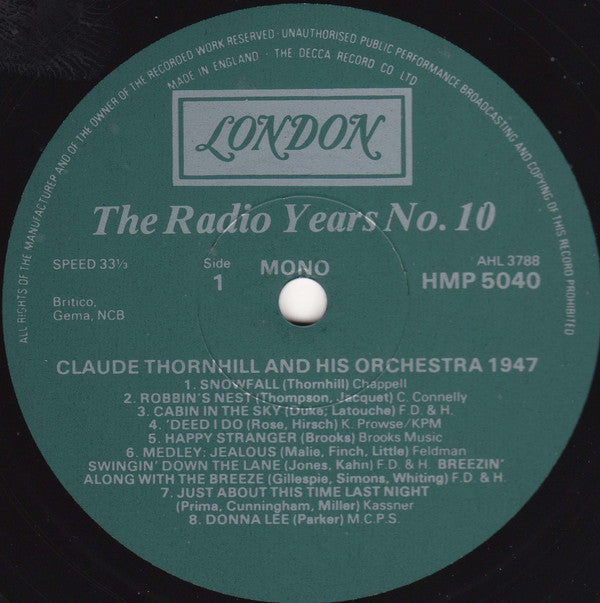 ALL RIGHTS OF THE MANUFACTURER AND OF THE OWNER OF THE RECORDED WORK RESERVED · UNAUTHORISED PUBLIC PERFORMANCE BROADCASTING AND COPYING OF THIS RECORD PROHIBITED
MADE IN ENGLAND · THE DECCA RECORD CO LTD
LONDON
The Radio Years No. 10
SPEED 33⅓
Side
1
MONO
AHL 3788
HMP 5040
Britico,
Gema, NCB
CLAUDE THORNHILL AND HIS ORCHESTRA 1947
1. SNOWFALL (Thornhill) Chappell
2. ROBBIN'S NEST (Thompson, Jacquet) C. Connelly
3. CABIN IN THE SKY (Duke, Latouche) F.D. & H.
4. 'DEED I DO (Rose, Hirsch) K. Prowse/KPM
5. HAPPY STRANGER (Brooks) Brooks Music
6. MEDLEY: JEALOUS (Malie, Finch, Little) Feldman
SWINGIN' DOWN THE LANE (Jones, Kahn) F.D. & H. BREEZIN'
ALONG WITH THE BREEZE (Gillespie, Simons, Whiting) F.D. & H.
7. JUST ABOUT THIS TIME LAST NIGHT
(Prima, Cunningham, Miller) Kassner
8. DONNA LEE (Parker) M.C.P.S.